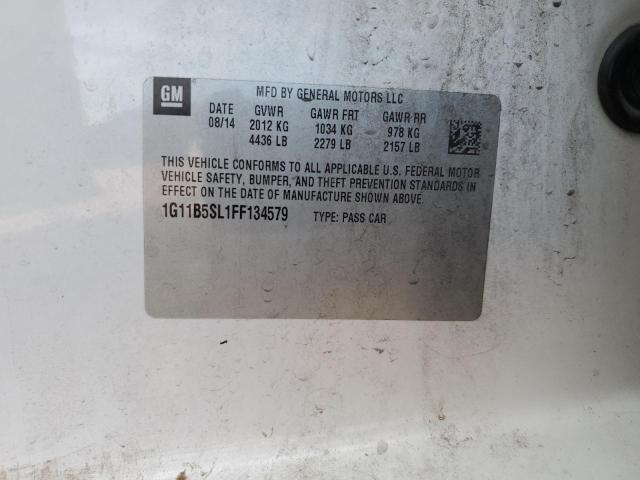 GM MFD BY GENERAL MOTORS LLC
DATE GVWR GAWR FRT GAWR RR
08/14 2012 KG 1034 KG 978 KG
4436 LB 2279 LB 2157 LB
THIS VEHICLE CONFORMS TO ALL APPLICABLE U.S. FEDERAL MOTOR
VEHICLE SAFETY, BUMPER, AND THEFT PREVENTION STANDARDS IN
EFFECT ON THE DATE OF MANUFACTURE SHOWN ABOVE.
1G11B5SL1FF134579 TYPE: PASS CAR